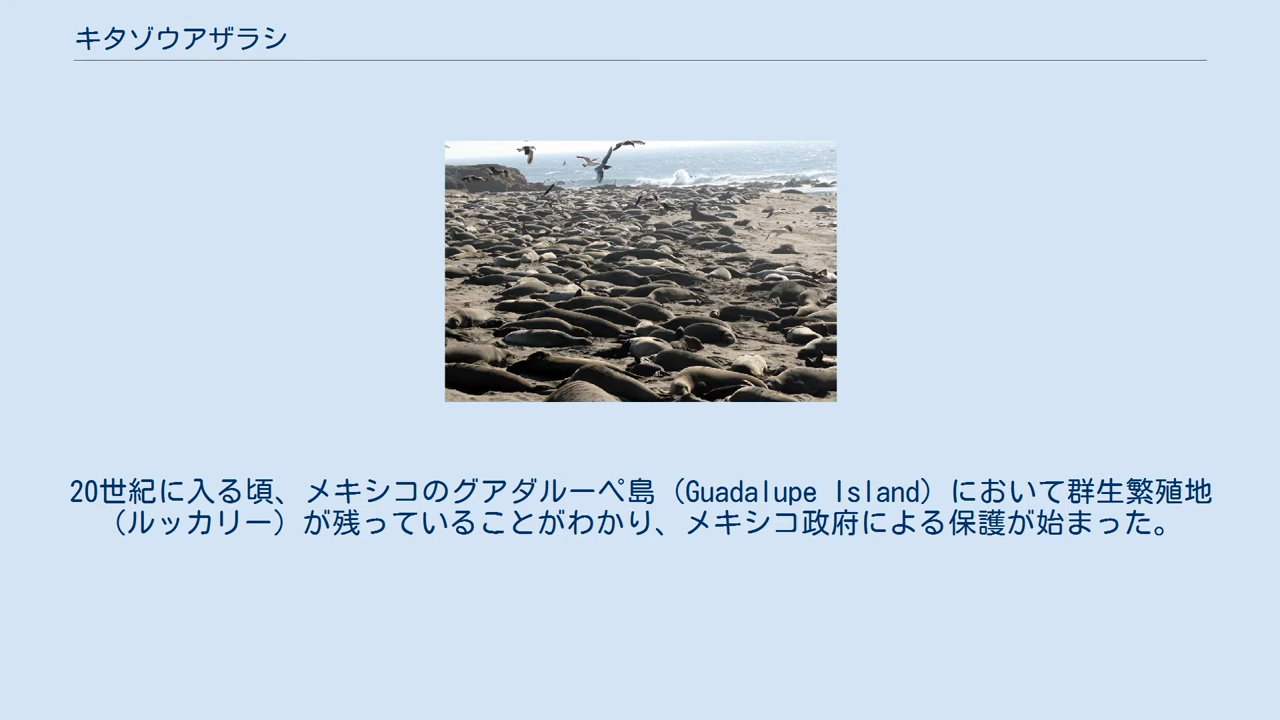 キタゾウアザラシ
20世紀に入る頃、メキシコのグアダルーペ島（Guadalupe Island）において群生繁殖地
（ルッカリー）が残っていることがわかり、メキシコ政府による保護が始まった。